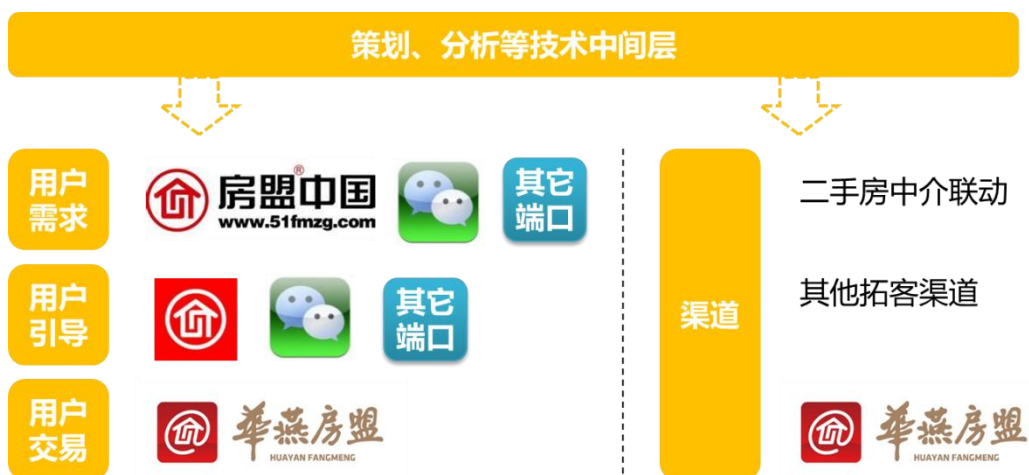 策划、分析等技术中间层
用户
需求
房盟中国®
www.51fmzg.com
其它
端口
二手房中介联动
用户
引导
其它
端口
渠道
其他拓客渠道
用户
交易
華燕房盟
HUAYAN FANGMENG
華燕房盟
HUAYAN FANGMENG